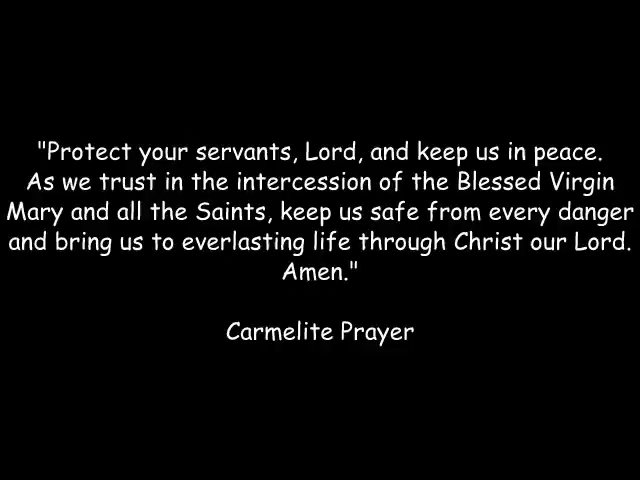 "Protect your servants, Lord, and keep us in peace.
As we trust in the intercession of the Blessed Virgin
Mary and all the Saints, keep us safe from every danger
and bring us to everlasting life through Christ our Lord.
Amen."
Carmelite Prayer